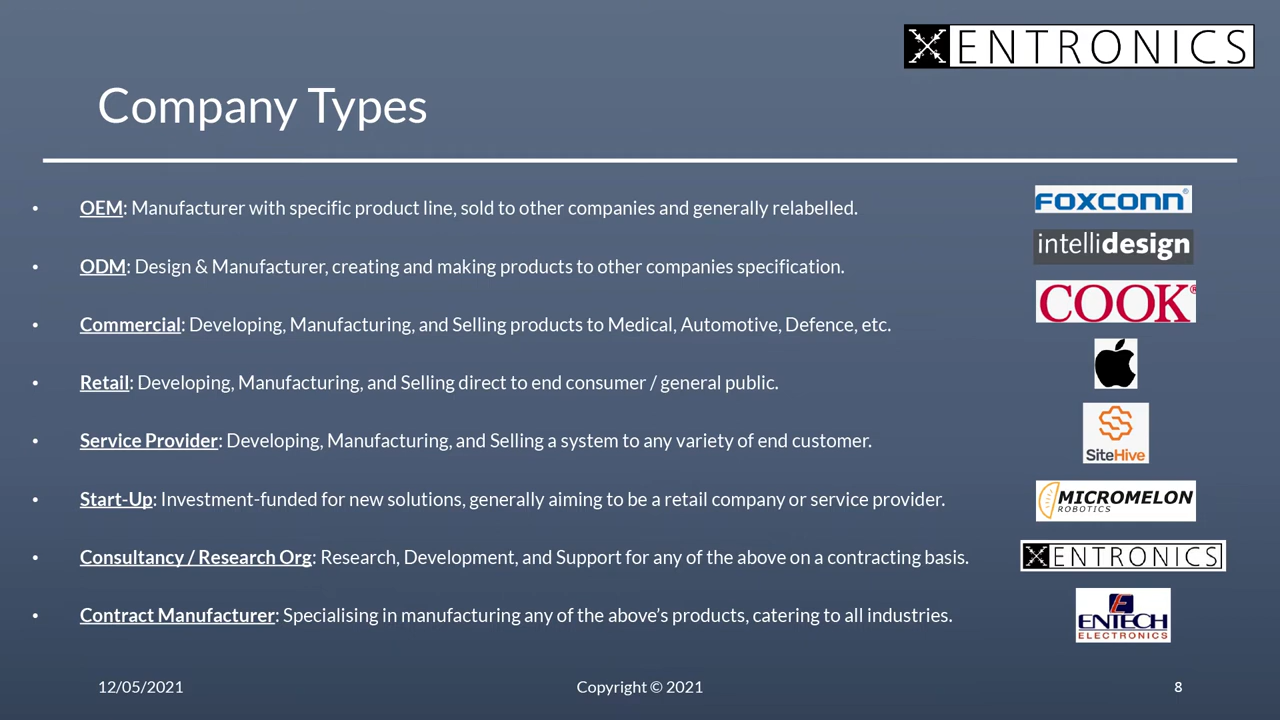 XENTRONICS
Company Types
• OEM: Manufacturer with specific product line, sold to other companies and generally relabelled.
FOXCONN®
• ODM: Design & Manufacturer, creating and making products to other companies specification.
intellidesign
• Commercial: Developing, Manufacturing, and Selling products to Medical, Automotive, Defence, etc.
COOK®
• Retail: Developing, Manufacturing, and Selling direct to end consumer / general public.
• Service Provider: Developing, Manufacturing, and Selling a system to any variety of end customer.
SiteHive
• Start-Up: Investment-funded for new solutions, generally aiming to be a retail company or service provider.
MICROMELON
ROBOTICS
• Consultancy / Research Org: Research, Development, and Support for any of the above on a contracting basis.
XENTRONICS
• Contract Manufacturer: Specialising in manufacturing any of the above's products, catering to all industries.
ENTECH
ELECTRONICS
12/05/2021
Copyright © 2021
8